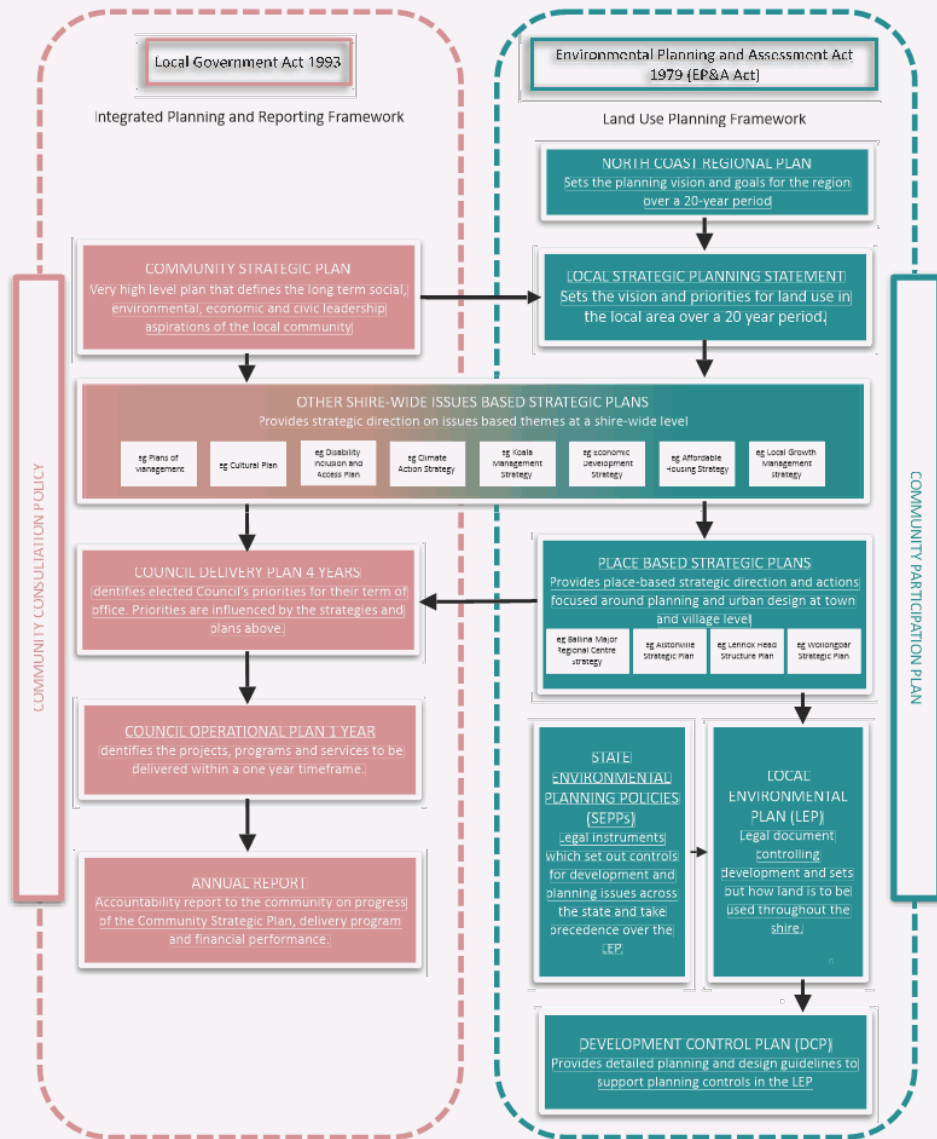 Local Government Act 1993
Integrated Planning and Reporting Framework
COMMUNITY CONSULTATION POLICY
COMMUNITY STRATEGIC PLAN
Very high level plan that defines the long term social,
environmental, economic and civic leadership
aspirations of the local community
Environmental Planning and Assessment Act
1979 (EP&A Act)
Land Use Planning Framework
NORTH COAST REGIONAL PLAN
Sets the planning vision and goals for the region
over a 20-year period
LOCAL STRATEGIC PLANNING STATEMENT
Sets the vision and priorities for land use in
the local area over a 20 year period.
COMMUNITY PARTICIPATION PLAN
OTHER SHIRE-WIDE ISSUES BASED STRATEGIC PLANS
Provides strategic direction on issues based themes at a shire-wide level
eg Plans of
Management
eg Cultural Plan
eg Disability
Inclusion and
Access Plan
eg Climate
Action Strategy
eg Koala
Management
Strategy
eg Economic
Development
Strategy
eg Affordable
Housing Strategy
eg Local Growth
Management
Strategy
COUNCIL DELIVERY PLAN 4 YEARS
Identifies elected Council's priorities for their term of
office. Priorities are influenced by the strategies and
plans above.
COUNCIL OPERATIONAL PLAN 1 YEAR
Identifies the projects, programs and services to be
delivered within a one year timeframe.
ANNUAL REPORT
Accountability report to the community on progress
of the Community Strategic Plan, delivery program
and financial performance.
PLACE BASED STRATEGIC PLANS
Provides place-based strategic direction and actions
focused around planning and urban design at town
and village level
eg Ballina Major
Regional Centre
Strategy
eg Alstonville
Strategic Plan
eg Lennox Head
Structure Plan
eg Wollongbar
Strategic Plan
STATE
ENVIRONMENTAL
PLANNING POLICIES
(SEPPs)
Legal instruments
which set out controls
for development and
planning issues across
the state and take
precedence over the
LEP
LOCAL
ENVIRONMENTAL
PLAN (LEP)
Legal document
controlling
development and sets
out how land is to be
used throughout the
shire.
DEVELOPMENT CONTROL PLAN (DCP)
Provides detailed planning and design guidelines to
support planning controls in the LEP